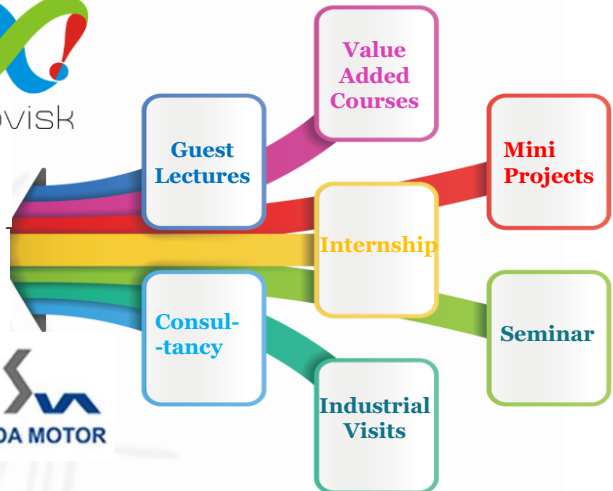 Value
Added
Courses
ovisk
Guest
Lectures
Mini
Projects
Internship
Consul-
-tancy
Seminar
DA MOTOR
Industrial
Visits